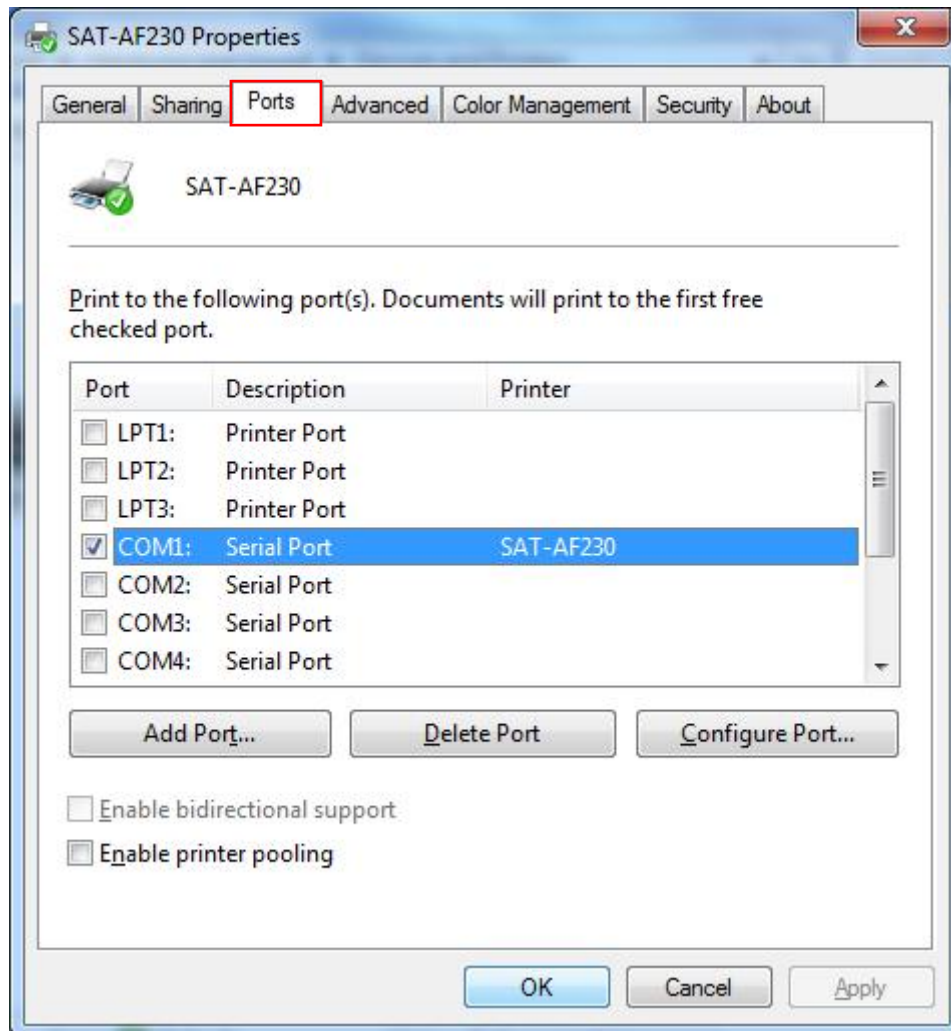 SAT-AF230 Properties
General Sharing Ports Advanced Color Management Security About
SAT-AF230
Print to the following port(s). Documents will print to the first free
checked port.
Port Description Printer
LPT1: Printer Port
LPT2: Printer Port
LPT3: Printer Port
COM1: Serial Port SAT-AF230
COM2: Serial Port
COM3: Serial Port
COM4: Serial Port
Add Port... Delete Port Configure Port...
Enable bidirectional support
Enable printer pooling
OK Cancel Apply